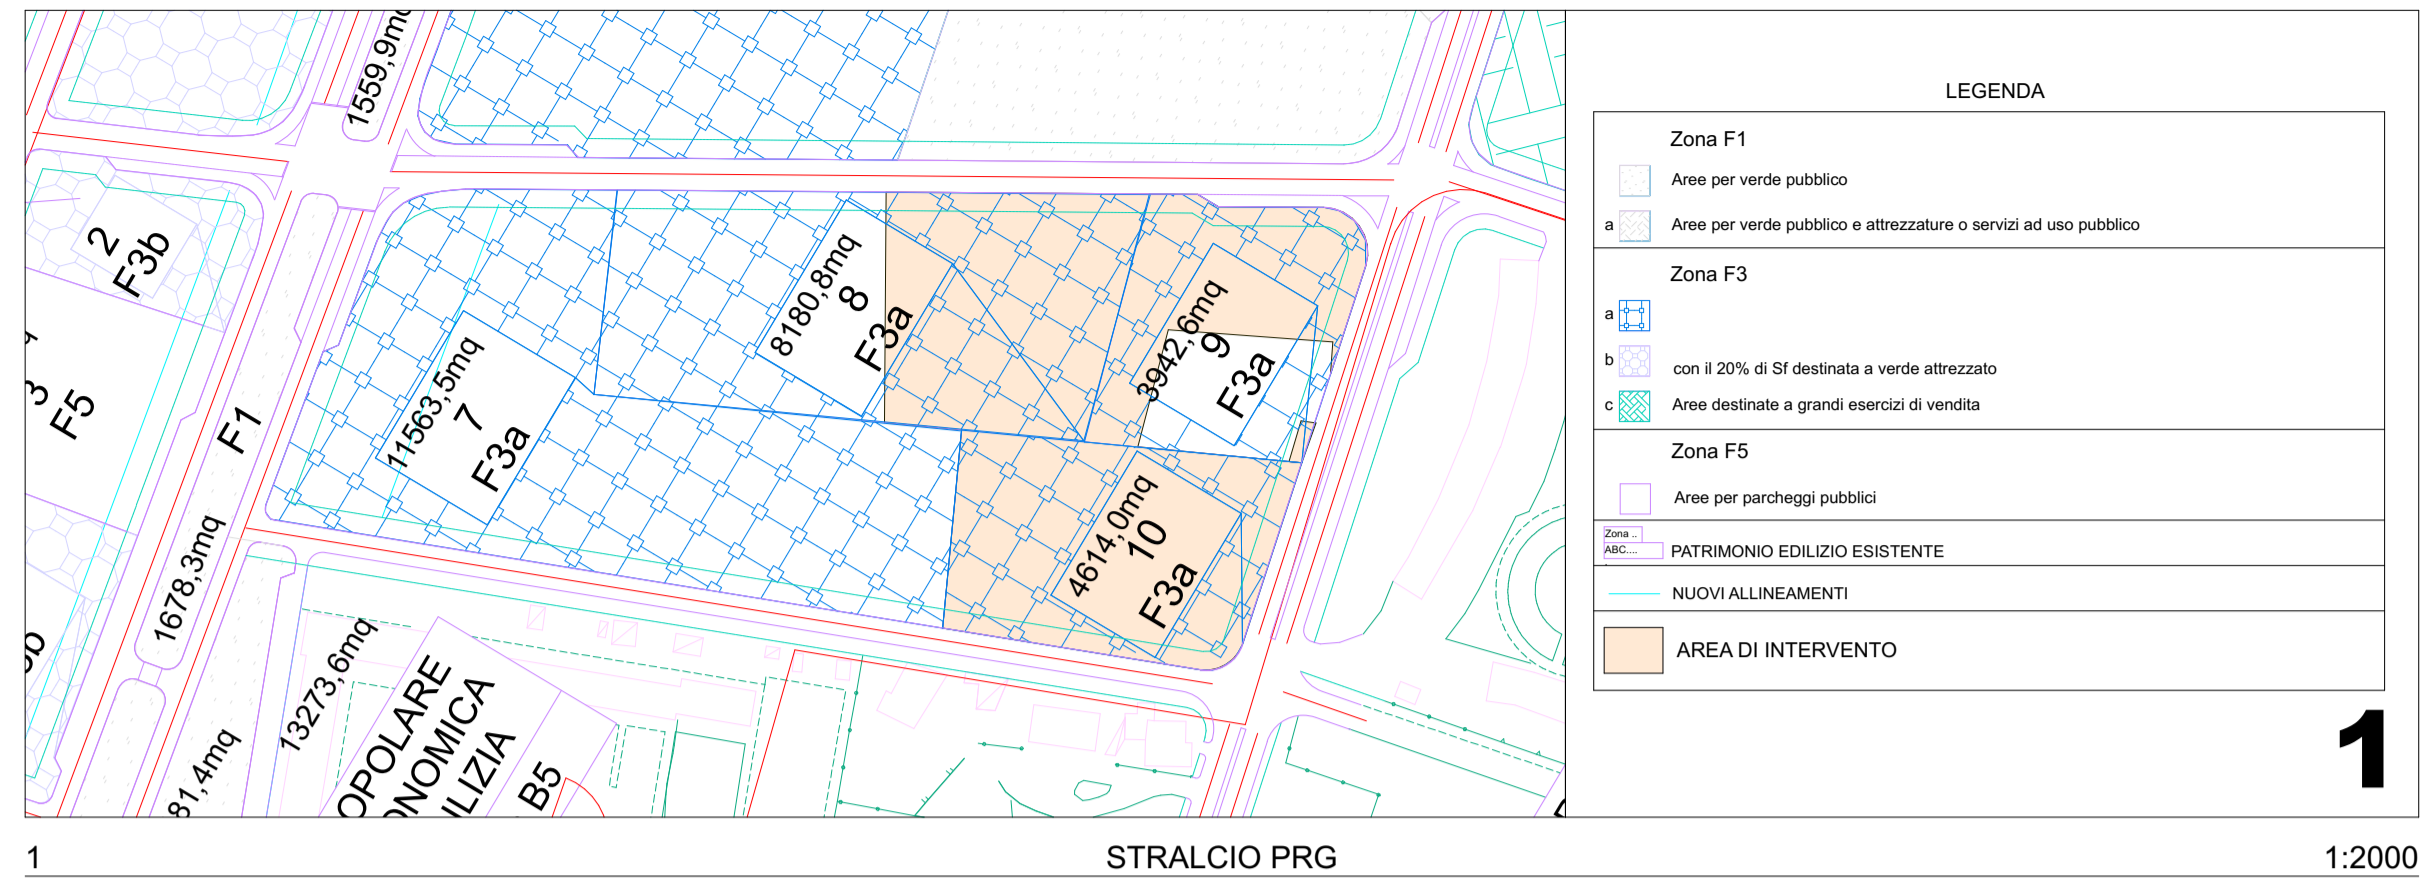 1559,9mq
2
F3b
3
F5
F1
1678,3mq
81,4mq
13273,6mq
B5
11563,5mq
7
F3a
8180,8mq
8
F3a
3942,6mq
9
F3a
4614,0mq
10
F3a
LEGENDA
Zona F1
Aree per verde pubblico
a Aree per verde pubblico e attrezzature o servizi ad uso pubblico
Zona F3
a
b con il 20% di Sf destinata a verde attrezzato
c Aree destinate a grandi esercizi di vendita
Zona F5
Aree per parcheggi pubblici
Zona ..
ABC.... PATRIMONIO EDILIZIO ESISTENTE
NUOVI ALLINEAMENTI
AREA DI INTERVENTO
1
1 STRALCIO PRG 1:2000